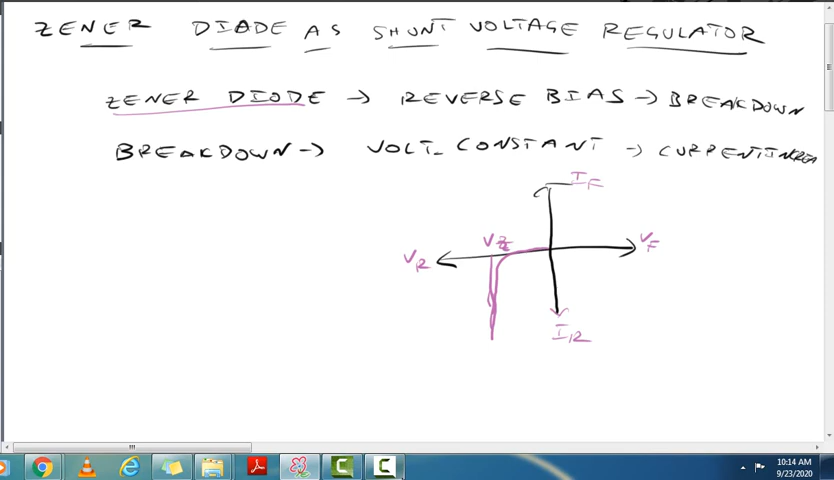 ZENER DIODE AS SHUNT VOLTAGE REGULATOR
ZENER DIODE → REVERSE BIAS → BREAKDOWN
BREAKDOWN → VOLT. CONSTANT →
IF
VZ
VR
VF
IR
10:14 AM
9/23/2020